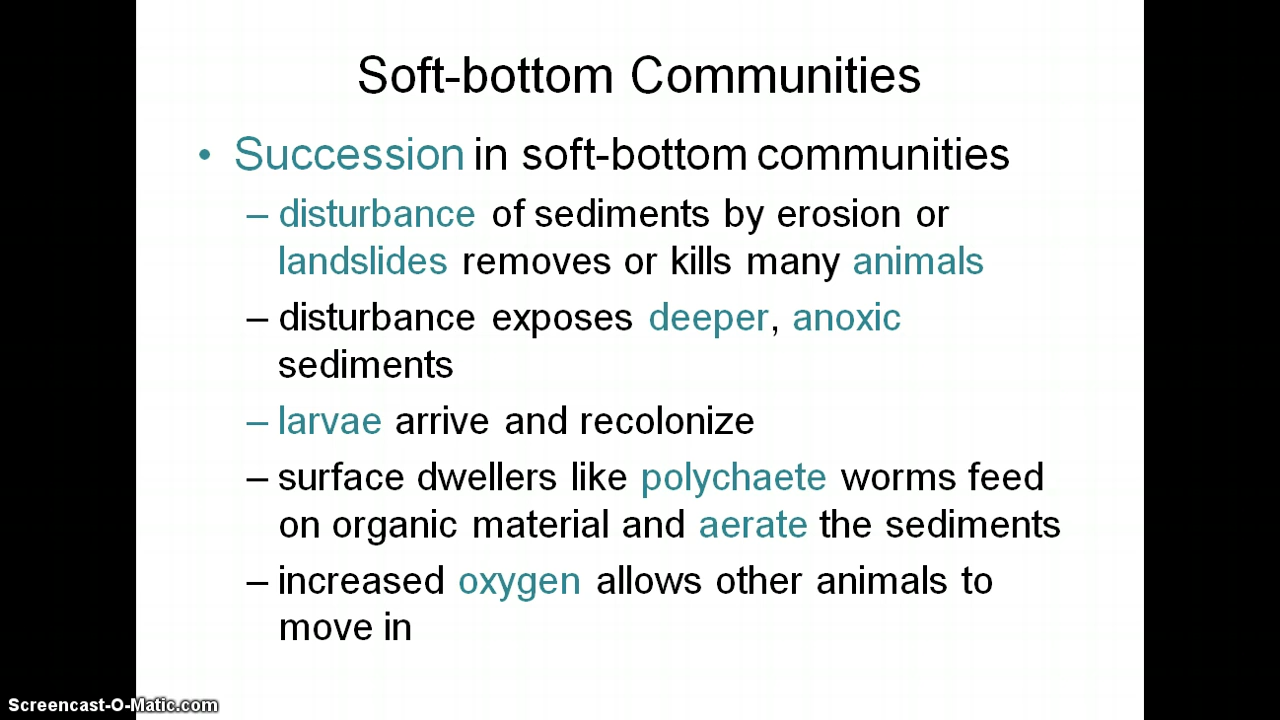 Soft-bottom Communities
• Succession in soft-bottom communities
– disturbance of sediments by erosion or
landslides removes or kills many animals
– disturbance exposes deeper, anoxic
sediments
– larvae arrive and recolonize
– surface dwellers like polychaete worms feed
on organic material and aerate the sediments
– increased oxygen allows other animals to
move in
Screencast-O-Matic.com